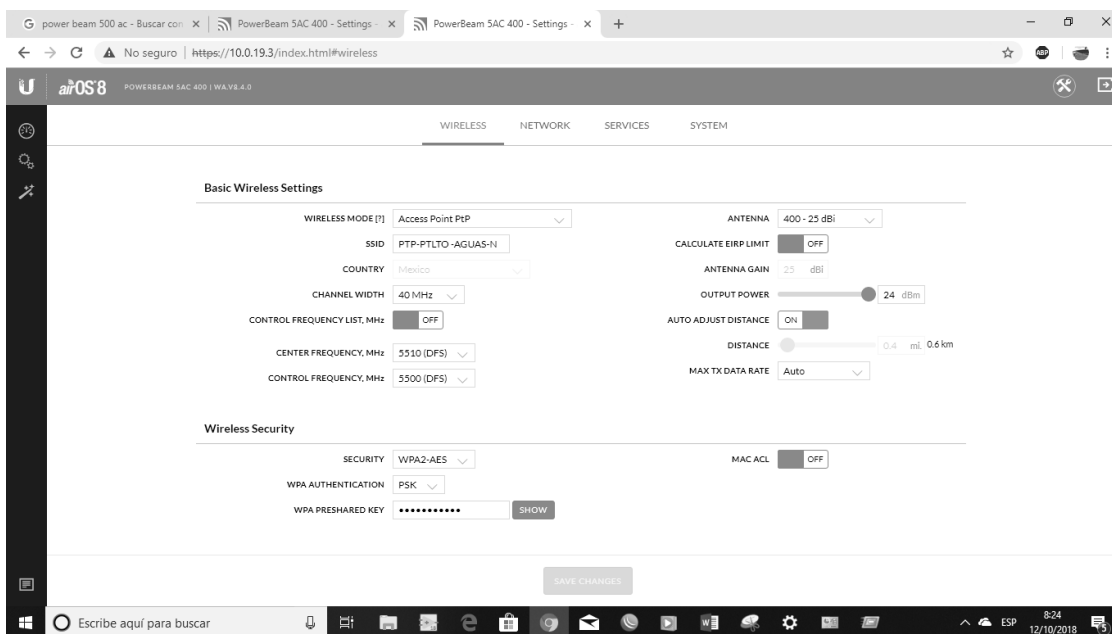 power beam 500 ac - Buscar con
PowerBeam 5AC 400 - Settings -
PowerBeam 5AC 400 - Settings -
No seguro | https://10.0.19.3/index.html#wireless
ABP
airOS 8 POWERBEAM 5AC 400 | WA.V8.4.0
WIRELESS NETWORK SERVICES SYSTEM
Basic Wireless Settings
WIRELESS MODE [?] Access Point PtP
SSID PTP-PTLTO -AGUAS-N
COUNTRY Mexico
CHANNEL WIDTH 40 MHz
CONTROL FREQUENCY LIST, MHz OFF
CENTER FREQUENCY, MHz 5510 (DFS)
CONTROL FREQUENCY, MHz 5500 (DFS)
ANTENNA 400 - 25 dBi
CALCULATE EIRP LIMIT OFF
ANTENNA GAIN 25 dBi
OUTPUT POWER 24 dBm
AUTO ADJUST DISTANCE ON
DISTANCE 0.4 mi. 0.6 km
MAX TX DATA RATE Auto
Wireless Security
SECURITY WPA2-AES
WPA AUTHENTICATION PSK
WPA PRESHARED KEY ••••••••••• SHOW
MAC ACL OFF
SAVE CHANGES
Escribe aquí para buscar
ESP
8:24
12/10/2018
5